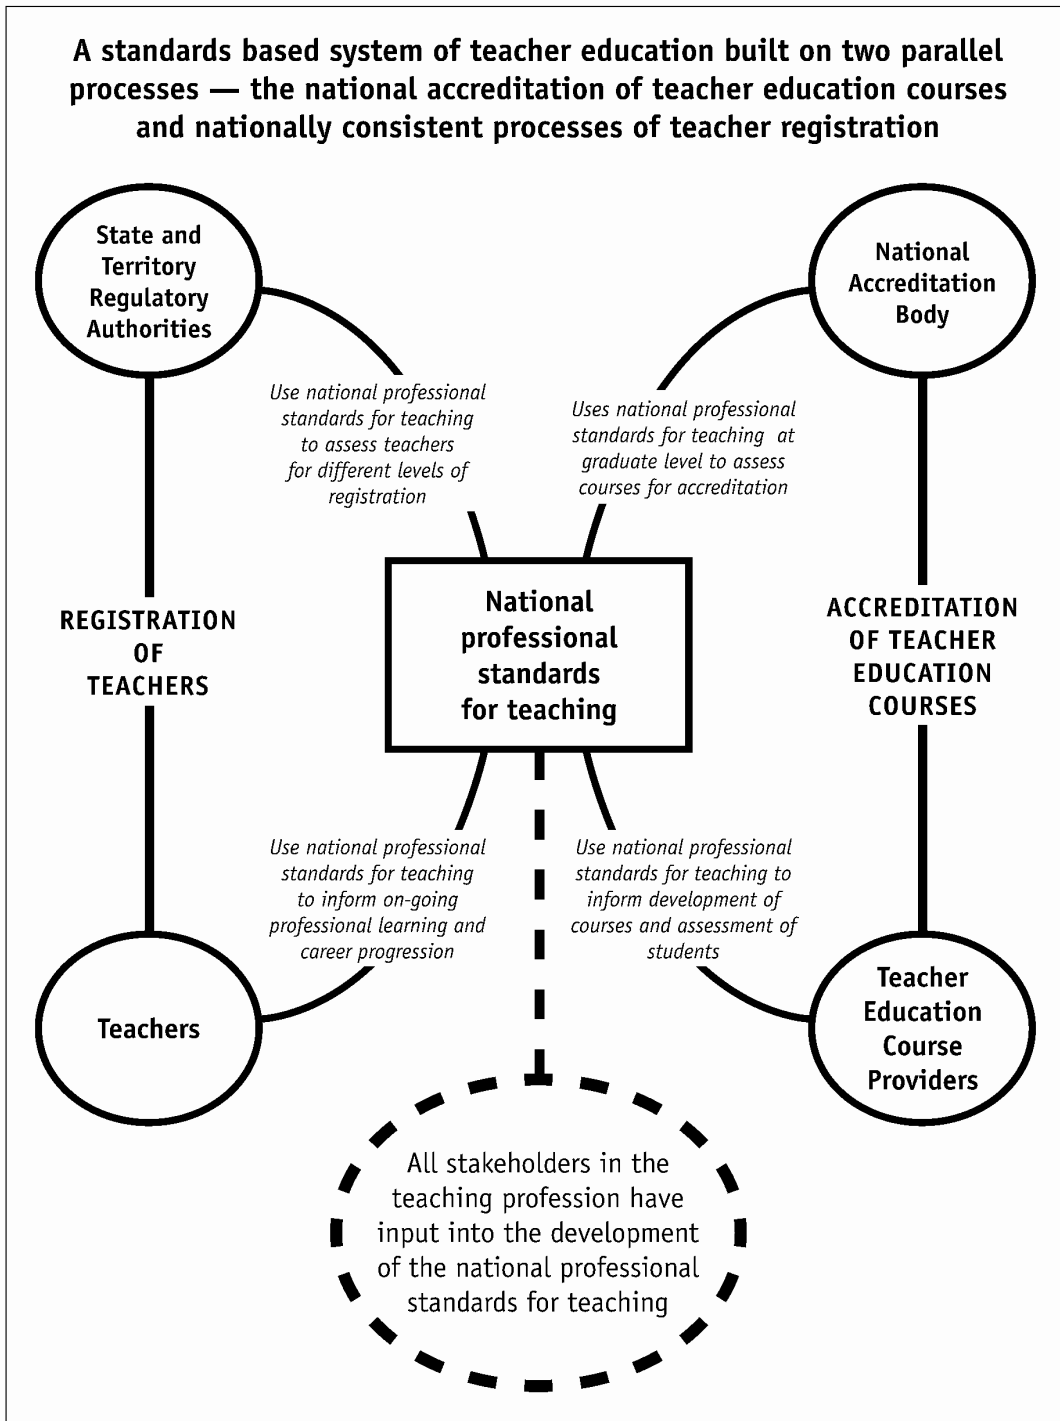 A standards based system of teacher education built on two parallel
processes — the national accreditation of teacher education courses
and nationally consistent processes of teacher registration
State and
Territory
Regulatory
Authorities
National
Accreditation
Body
Use national professional
standards for teaching
to assess teachers
for different levels of
registration
Uses national professional
standards for teaching at
graduate level to assess
courses for accreditation
REGISTRATION
OF
TEACHERS
National
professional
standards
for teaching
ACCREDITATION
OF TEACHER
EDUCATION
COURSES
Use national professional
standards for teaching
to inform on-going
professional learning and
career progression
Use national professional
standards for teaching to
inform development of
courses and assessment of
students
Teachers
Teacher
Education
Course
Providers
All stakeholders in the
teaching profession have
input into the development
of the national professional
standards for teaching